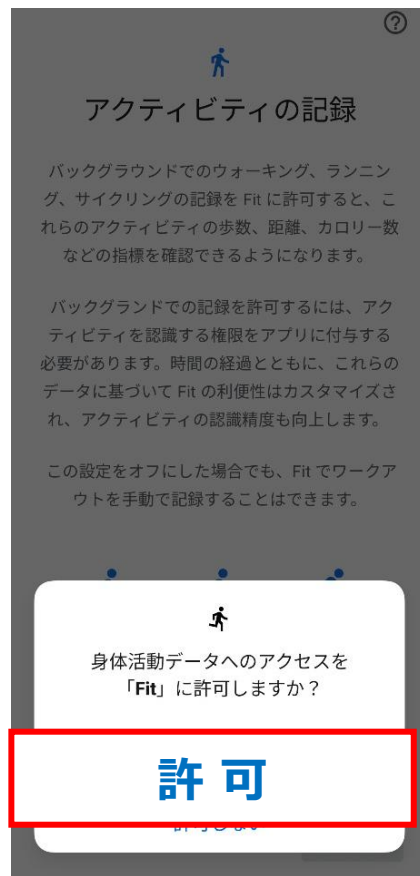 アクティビティの記録
バックグラウンドでのウォーキング、ランニン
グ、サイクリングの記録を Fit に許可すると、こ
れらのアクティビティの歩数、距離、カロリー数
などの指標を確認できるようになります。
バックグランドでの記録を許可するには、アク
ティビティを認識する権限をアプリに付与する
必要があります。時間の経過とともに、これらの
データに基づいて Fit の利便性はカスタマイズさ
れ、アクティビティの認識精度も向上します。
この設定をオフにした場合でも、Fit でワークア
ウトを手動で記録することはできます。
身体活動データへのアクセスを
「Fit」に許可しますか？
許可